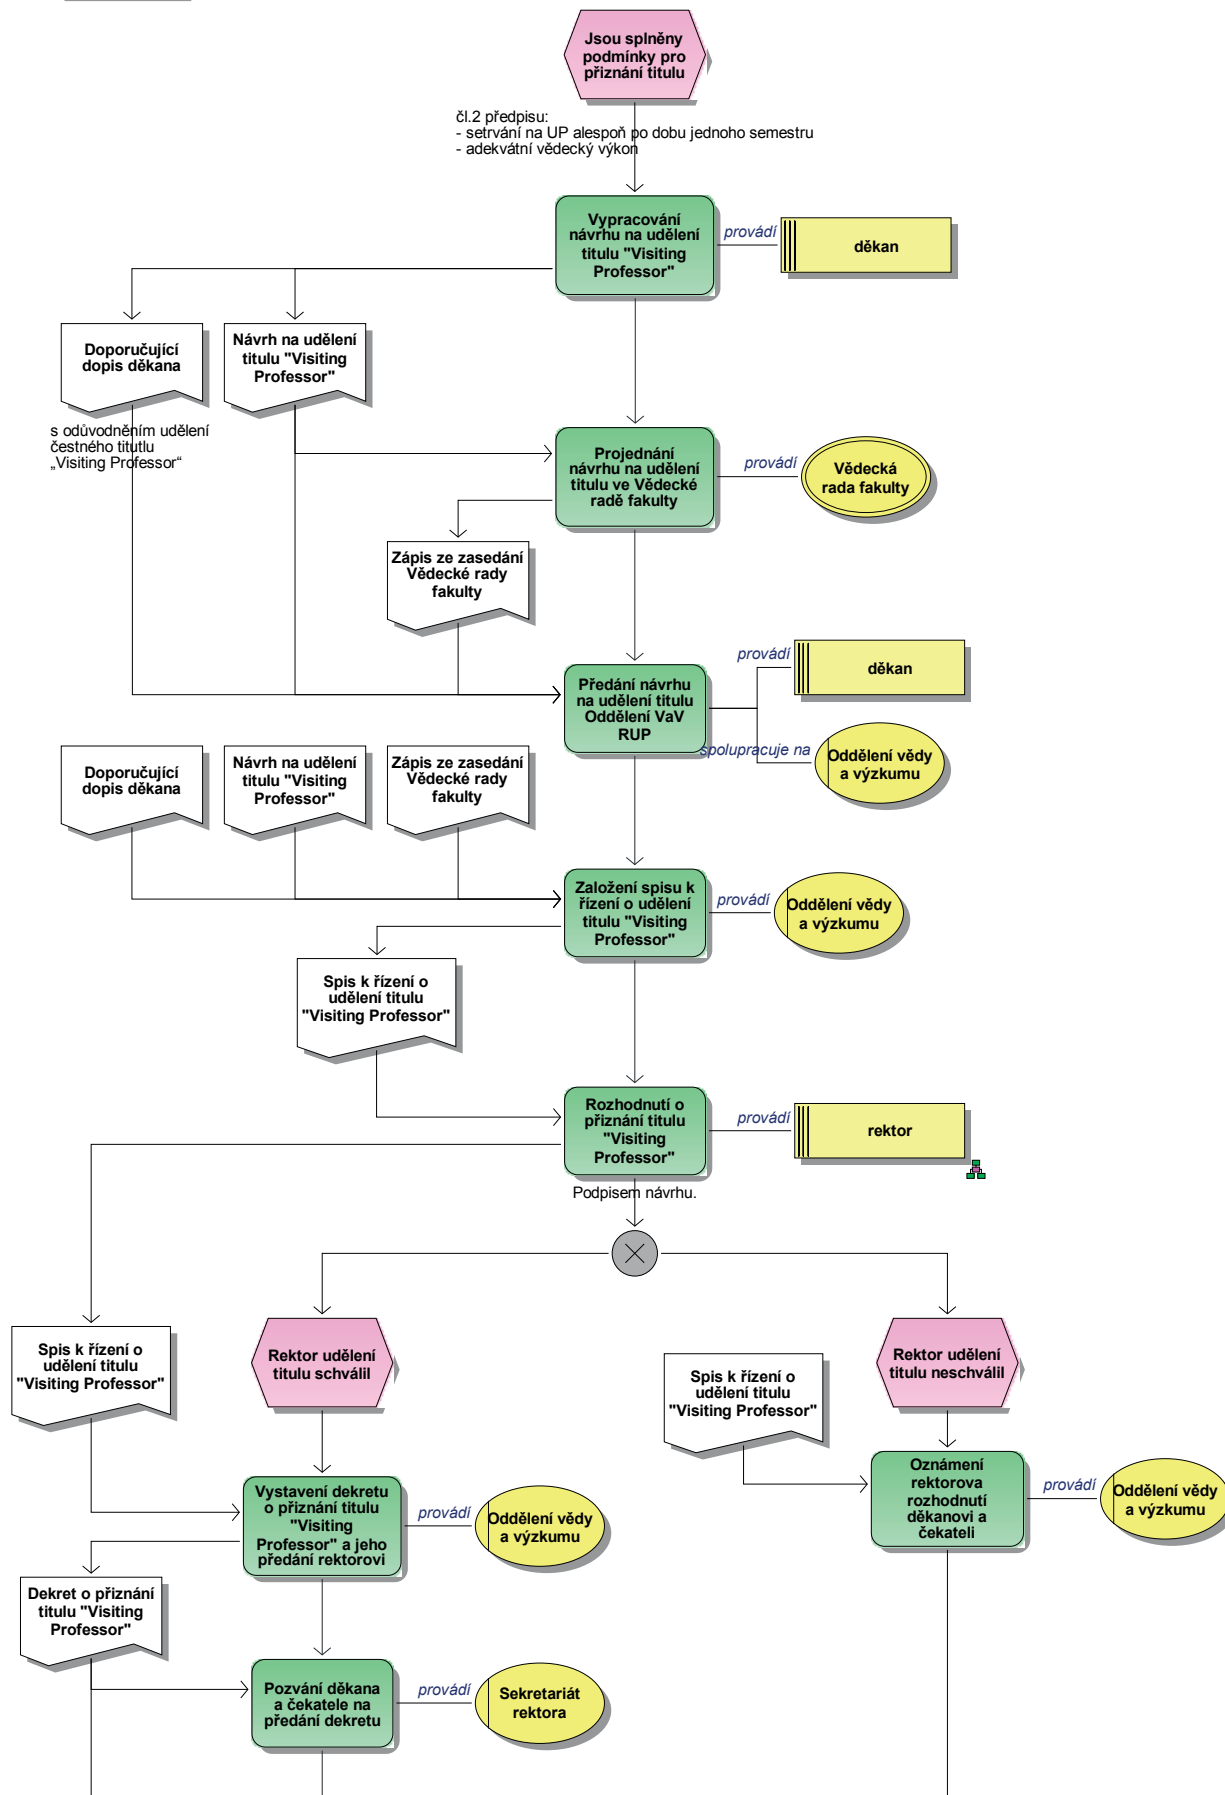 Jsou splněny
podmínky pro
přiznání titulu
čl.2 předpisu:
- setrvání na UP alespoň po dobu jednoho semestru
- adekvátní vědecký výkon
Vypracování
návrhu na udělení
titulu "Visiting
Professor"
provádí
děkan
Doporučující
dopis děkana
Návrh na udělení
titulu "Visiting
Professor"
s odůvodněním udělení
čestného titutlu
„Visiting Professor“
Projednání
návrhu na udělení
titulu ve Vědecké
radě fakulty
provádí
Vědecká
rada fakulty
Zápis ze zasedání
Vědecké rady
fakulty
Předání návrhu
na udělení titulu
Oddělení VaV
RUP
provádí
děkan
spolupracuje na
Oddělení vědy
a výzkumu
Doporučující
dopis děkana
Návrh na udělení
titulu "Visiting
Professor"
Zápis ze zasedání
Vědecké rady
fakulty
Založení spisu k
řízení o udělení
titulu "Visiting
Professor"
provádí
Oddělení vědy
a výzkumu
Spis k řízení o
udělení titulu
"Visiting Professor"
Rozhodnutí o
přiznání titulu
"Visiting
Professor"
provádí
rektor
Podpisem návrhu.
Spis k řízení o
udělení titulu
"Visiting Professor"
Rektor udělení
titulu schválil
Spis k řízení o
udělení titulu
"Visiting Professor"
Rektor udělení
titulu neschválil
Vystavení dekretu
o přiznání titulu
"Visiting
Professor" a jeho
předání rektorovi
provádí
Oddělení vědy
a výzkumu
Oznámení
rektorova
rozhodnutí
děkanovi a
čekateli
provádí
Oddělení vědy
a výzkumu
Dekret o přiznání
titulu "Visiting
Professor"
Pozvání děkana
a čekatele na
předání dekretu
provádí
Sekretariát
rektora